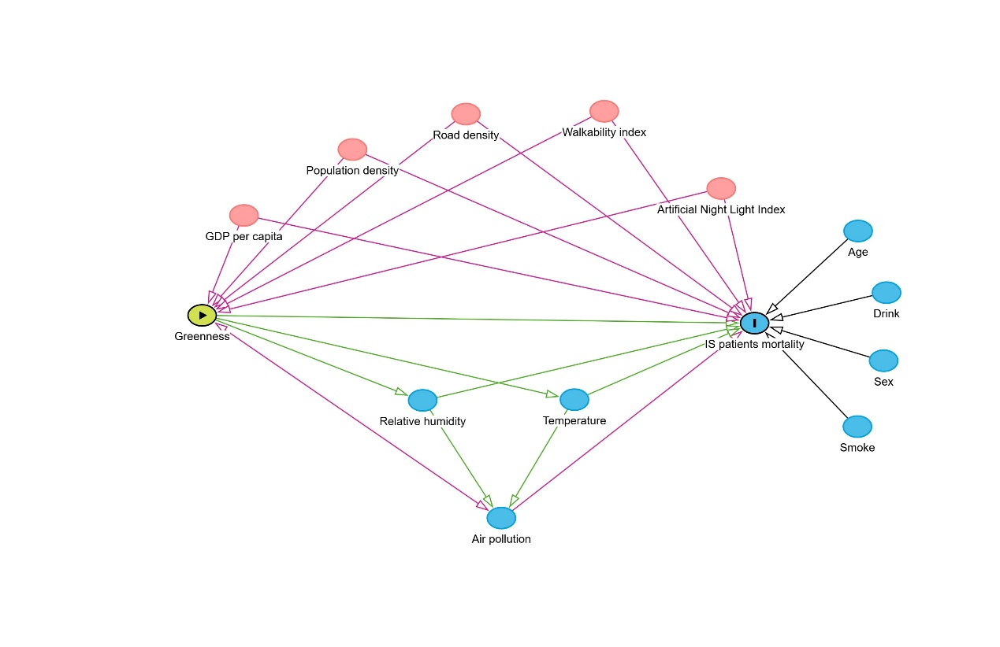 Road density
Walkability index
Population density
Artificial Night Light Index
GDP per capita
Age
Drink
Greenness
IS patients mortality
Sex
Relative humidity
Temperature
Smoke
Air pollution